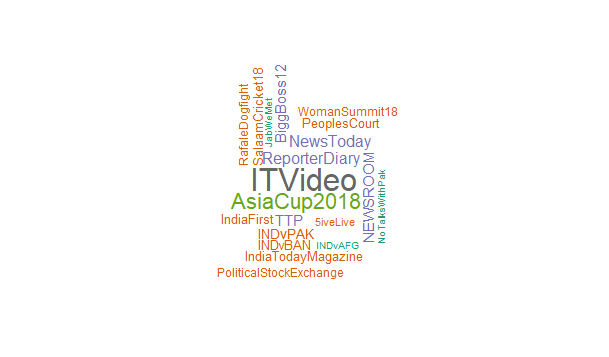 RafaleDogfight
SalaamCricket18
JabWeMet
BiggBoss12
WomanSummit18
PeoplesCourt
NewsToday
ReporterDiary
ITVideo
AsiaCup2018
NEWSROOM
NoTalksWithPak
IndiaFirst
TTP
5iveLive
INDvPAK
INDvBAN
INDvAFG
IndiaTodayMagazine
PoliticalStockExchange